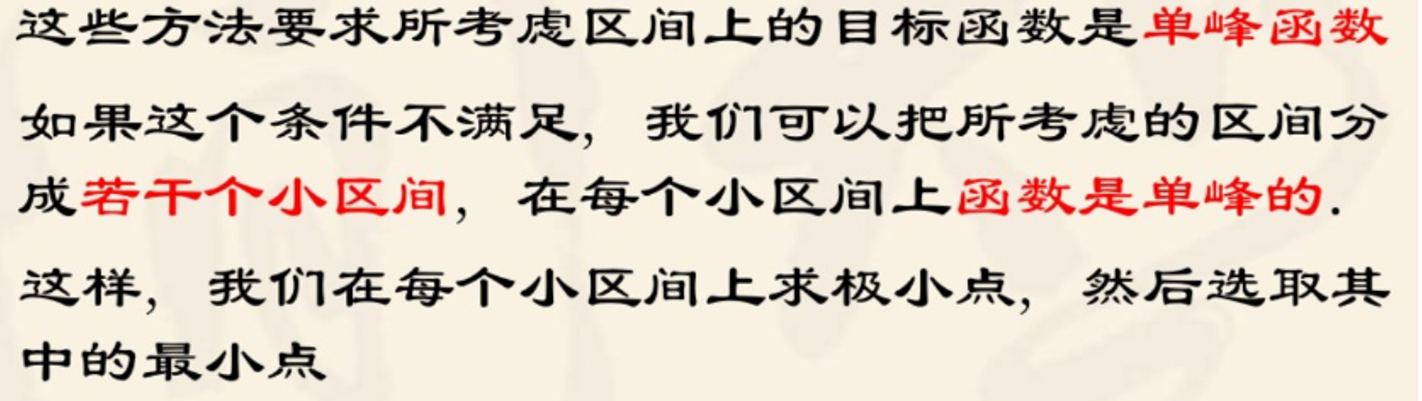 这些方法要求所考虑区间上的目标函数是单峰函数
如果这个条件不满足，我们可以把所考虑的区间分
成若干个小区间，在每个小区间上函数是单峰的.
这样，我们在每个小区间上求极小点，然后选取其
中的最小点